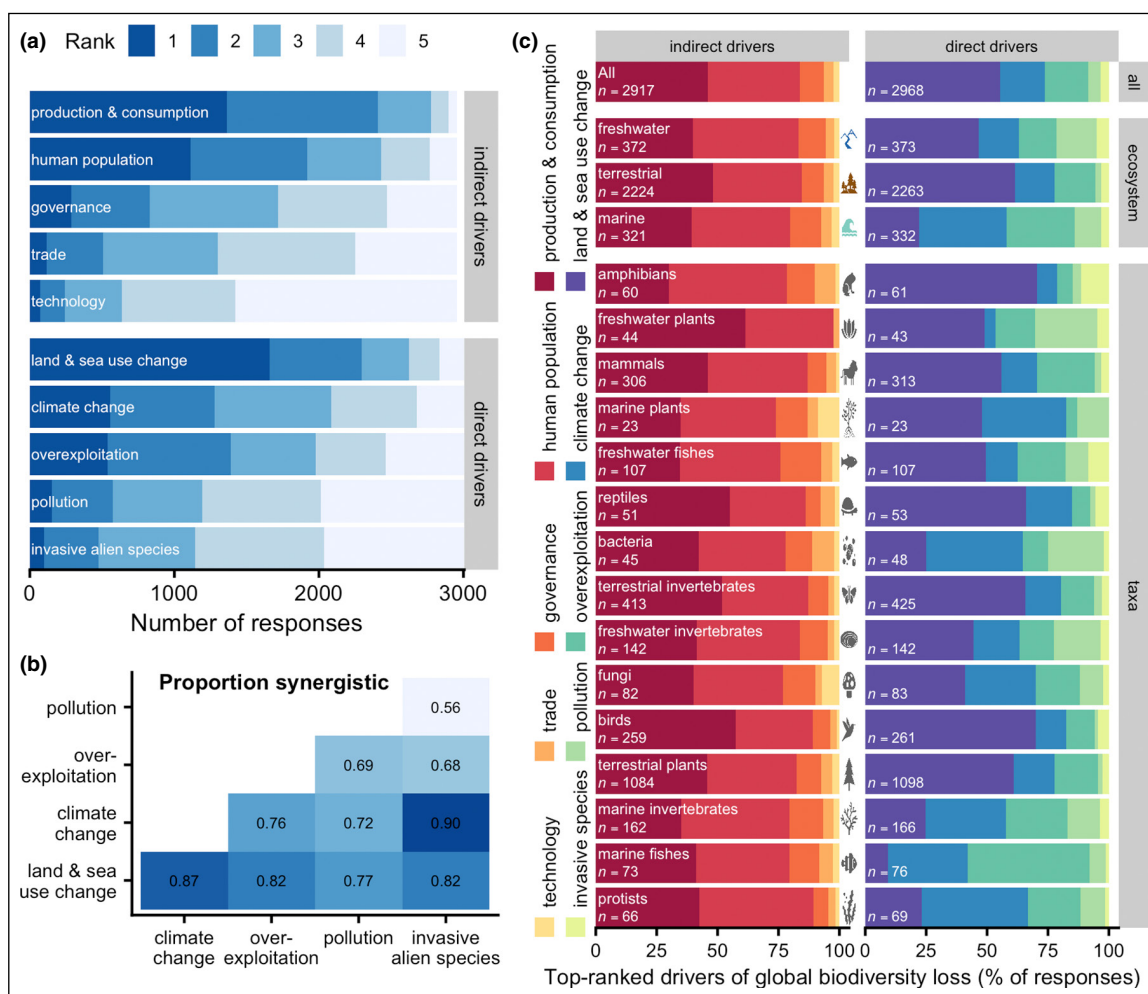 (a) Rank 1 2 3 4 5
production & consumption
human population
governance
trade
technology
indirect drivers
land & sea use change
climate change
overexploitation
pollution
invasive alien species
direct drivers
0 1000 2000 3000
Number of responses
(b)
Proportion synergistic
pollution
0.56
over-
exploitation
0.69 0.68
climate
change
0.76 0.72 0.90
land & sea
use change
0.87 0.82 0.77 0.82
climate
change
over-
exploitation
pollution
invasive
alien species
(c)
production & consumption
land & sea use change
human population
climate change
governance
overexploitation
trade
pollution
technology
invasive species
indirect drivers direct drivers
All
n = 2917 n = 2968
all
freshwater
n = 372 n = 373
terrestrial
n = 2224 n = 2263
marine
n = 321 n = 332
ecosystem
amphibians
n = 60 n = 61
freshwater plants
n = 44 n = 43
mammals
n = 306 n = 313
marine plants
n = 23 n = 23
freshwater fishes
n = 107 n = 107
reptiles
n = 51 n = 53
bacteria
n = 45 n = 48
terrestrial invertebrates
n = 413 n = 425
freshwater invertebrates
n = 142 n = 142
fungi
n = 82 n = 83
birds
n = 259 n = 261
terrestrial plants
n = 1084 n = 1098
marine invertebrates
n = 162 n = 166
marine fishes
n = 73 n = 76
protists
n = 66 n = 69
taxa
0 25 50 75 100 0 25 50 75 100
Top-ranked drivers of global biodiversity loss (% of responses)